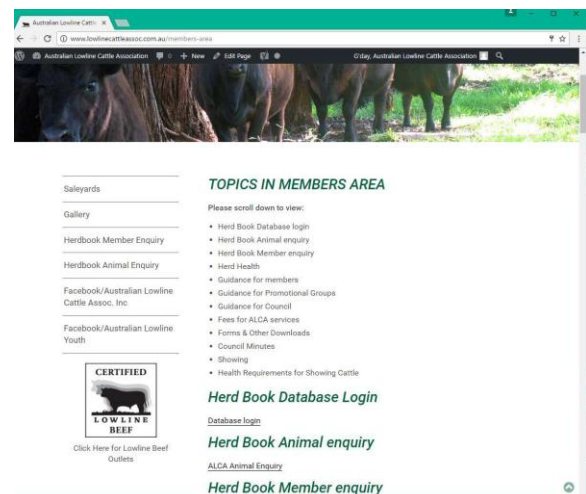 Australian Lowline Cattl
www.lowlinecattleassoc.com.au/members-area
Australian Lowline Cattle Association
0
New
Edit Page
G'day, Australian Lowline Cattle Association
Saleyards
Gallery
Herdbook Member Enquiry
Herdbook Animal Enquiry
Facebook/Australian Lowline
Cattle Assoc. Inc
Facebook/Australian Lowline
Youth
CERTIFIED
LOWLINE
BEEF
Click Here for Lowline Beef
Outlets
TOPICS IN MEMBERS AREA
Please scroll down to view:
Herd Book Database login
Herd Book Animal enquiry
Herd Book Member enquiry
Herd Health
Guidance for members
Guidance for Promotional Groups
Guidance for Council
Fees for ALCA services
Forms & Other Downloads
Council Minutes
Showing
Health Requirements for Showing Cattle
Herd Book Database Login
Database login
Herd Book Animal enquiry
ALCA Animal Enquiry
Herd Book Member enquiry